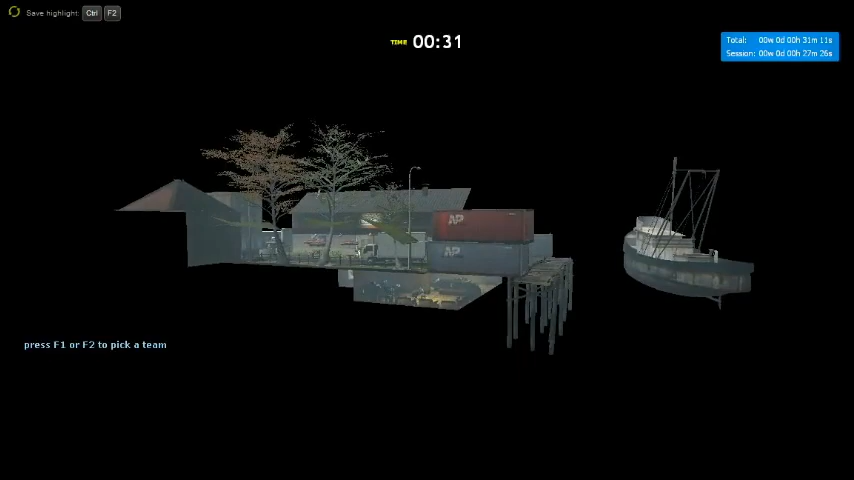 Save highlight: Ctrl F2
TIME 00:31
Total: 00w 0d 00h 31m 11s
Session: 00w 0d 00h 27m 26s
AP
AP
press F1 or F2 to pick a team